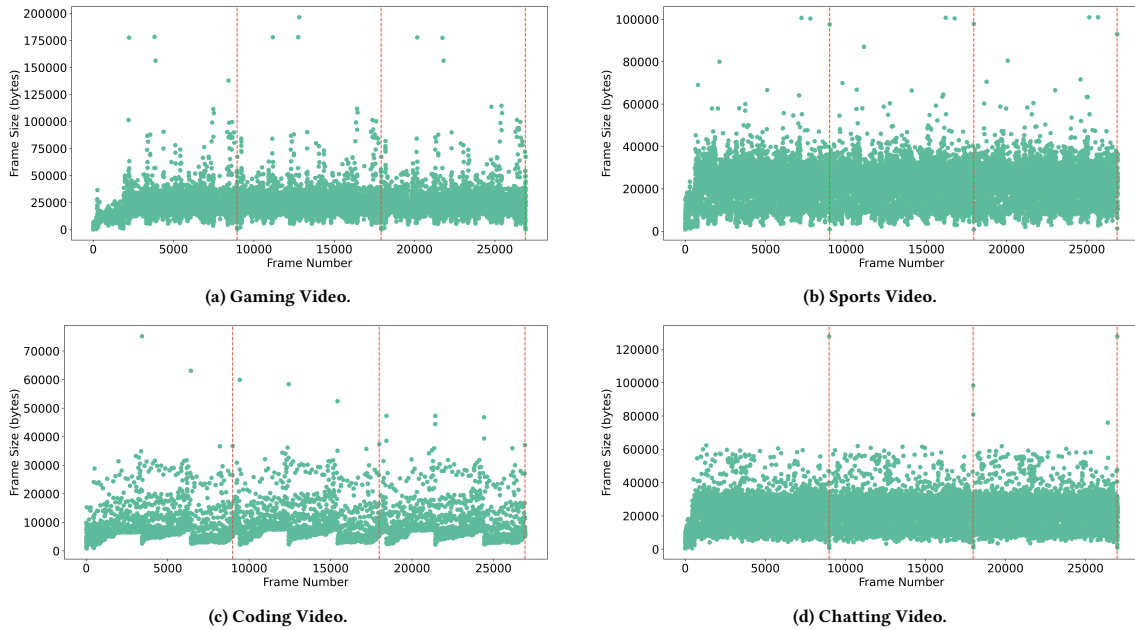 200000
175000
150000
125000
100000
75000
50000
25000
0
Frame Size (bytes)
0 5000 10000 15000 20000 25000
Frame Number
(a) Gaming Video.
100000
80000
60000
40000
20000
0
Frame Size (bytes)
0 5000 10000 15000 20000 25000
Frame Number
(b) Sports Video.
70000
60000
50000
40000
30000
20000
10000
0
Frame Size (bytes)
0 5000 10000 15000 20000 25000
Frame Number
(c) Coding Video.
120000
100000
80000
60000
40000
20000
0
Frame Size (bytes)
0 5000 10000 15000 20000 25000
Frame Number
(d) Chatting Video.